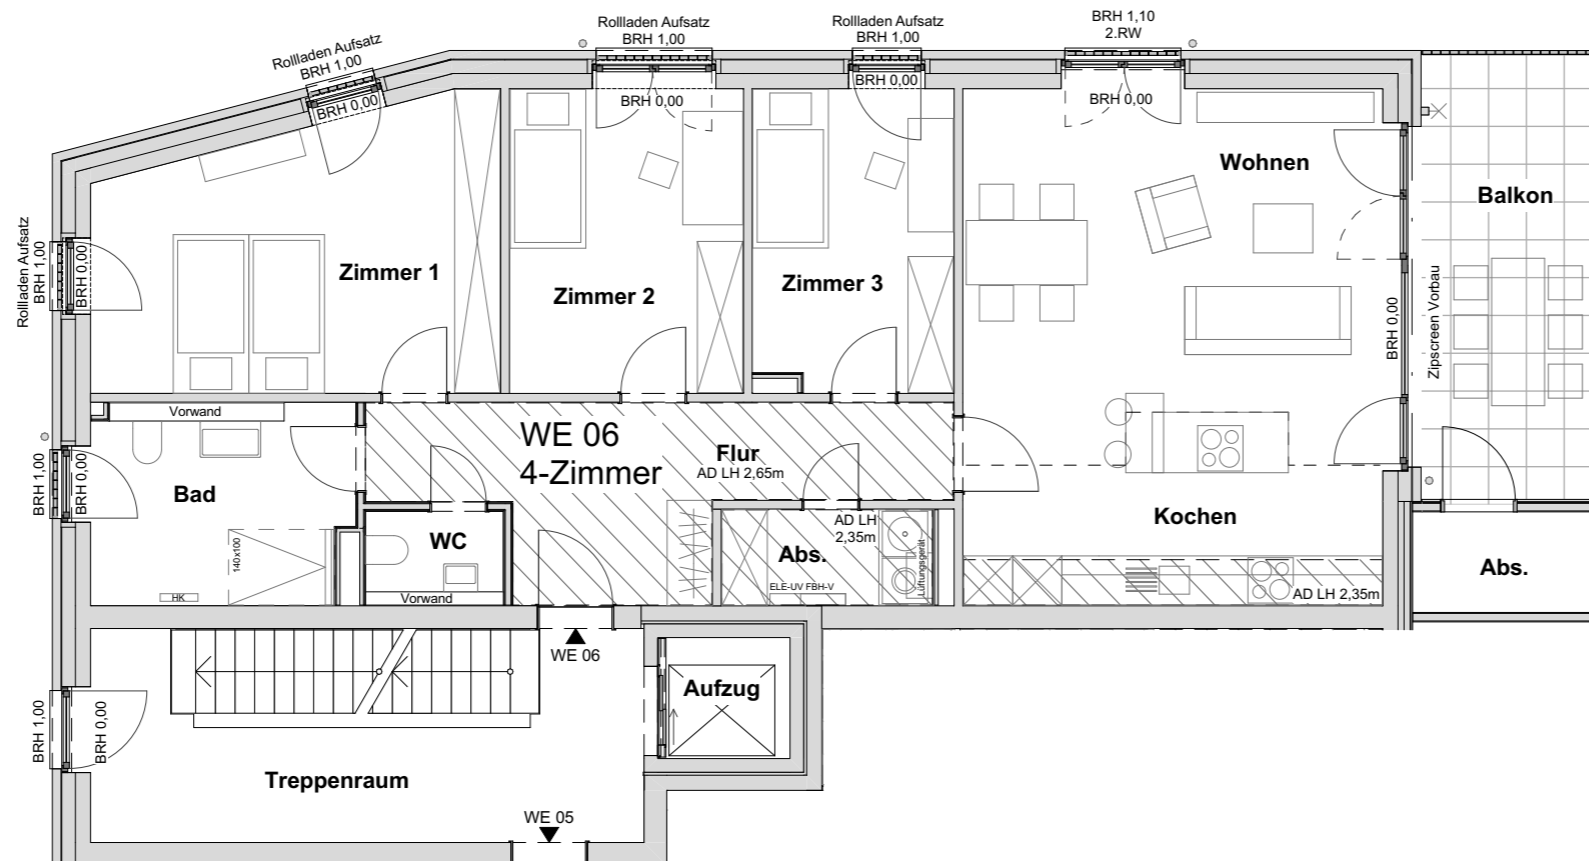 Rollladen Aufsatz
BRH 1,00
BRH 0,00
Rollladen Aufsatz
BRH 1,00
BRH 0,00
Rollladen Aufsatz
BRH 1,00
BRH 0,00
BRH 1,10
2.RW
BRH 0,00
Wohnen
Balkon
Rollladen Aufsatz
BRH 1,00
BRH 0,00
Zimmer 1
Zimmer 2
Zimmer 3
BRH 0,00
Zipscreen Vorbau
Vorwand
WE 06
4-Zimmer
Flur
AD LH 2,65m
BRH 1,00
BRH 0,00
Bad
140x100
HK
WC
Vorwand
Abs.
AD LH
2,35m
ELE-UV FBH-V
Lüftungsgerät
Kochen
AD LH 2,35m
Abs.
WE 06
Aufzug
BRH 1,00
BRH 0,00
Treppenraum
WE 05